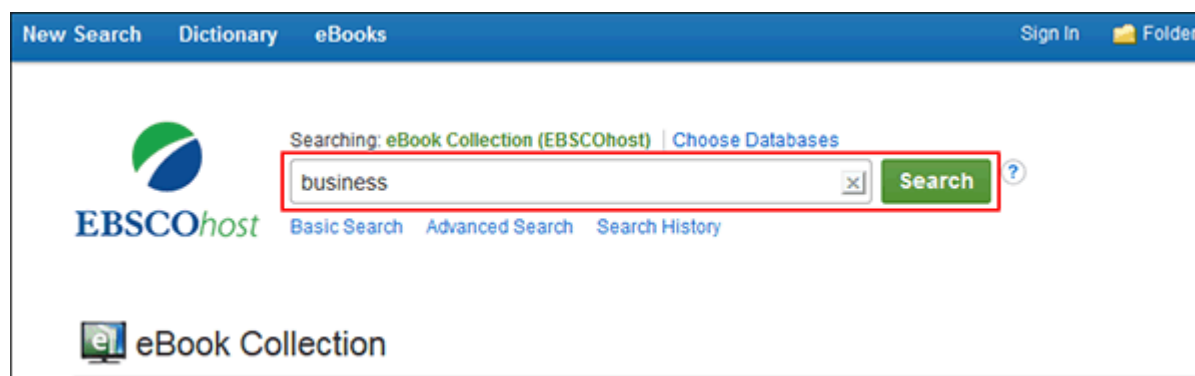 New Search Dictionary eBooks Sign In Folder
Searching: eBook Collection (EBSCOhost) | Choose Databases
business Search ?
EBSCOhost
Basic Search Advanced Search Search History
eBook Collection